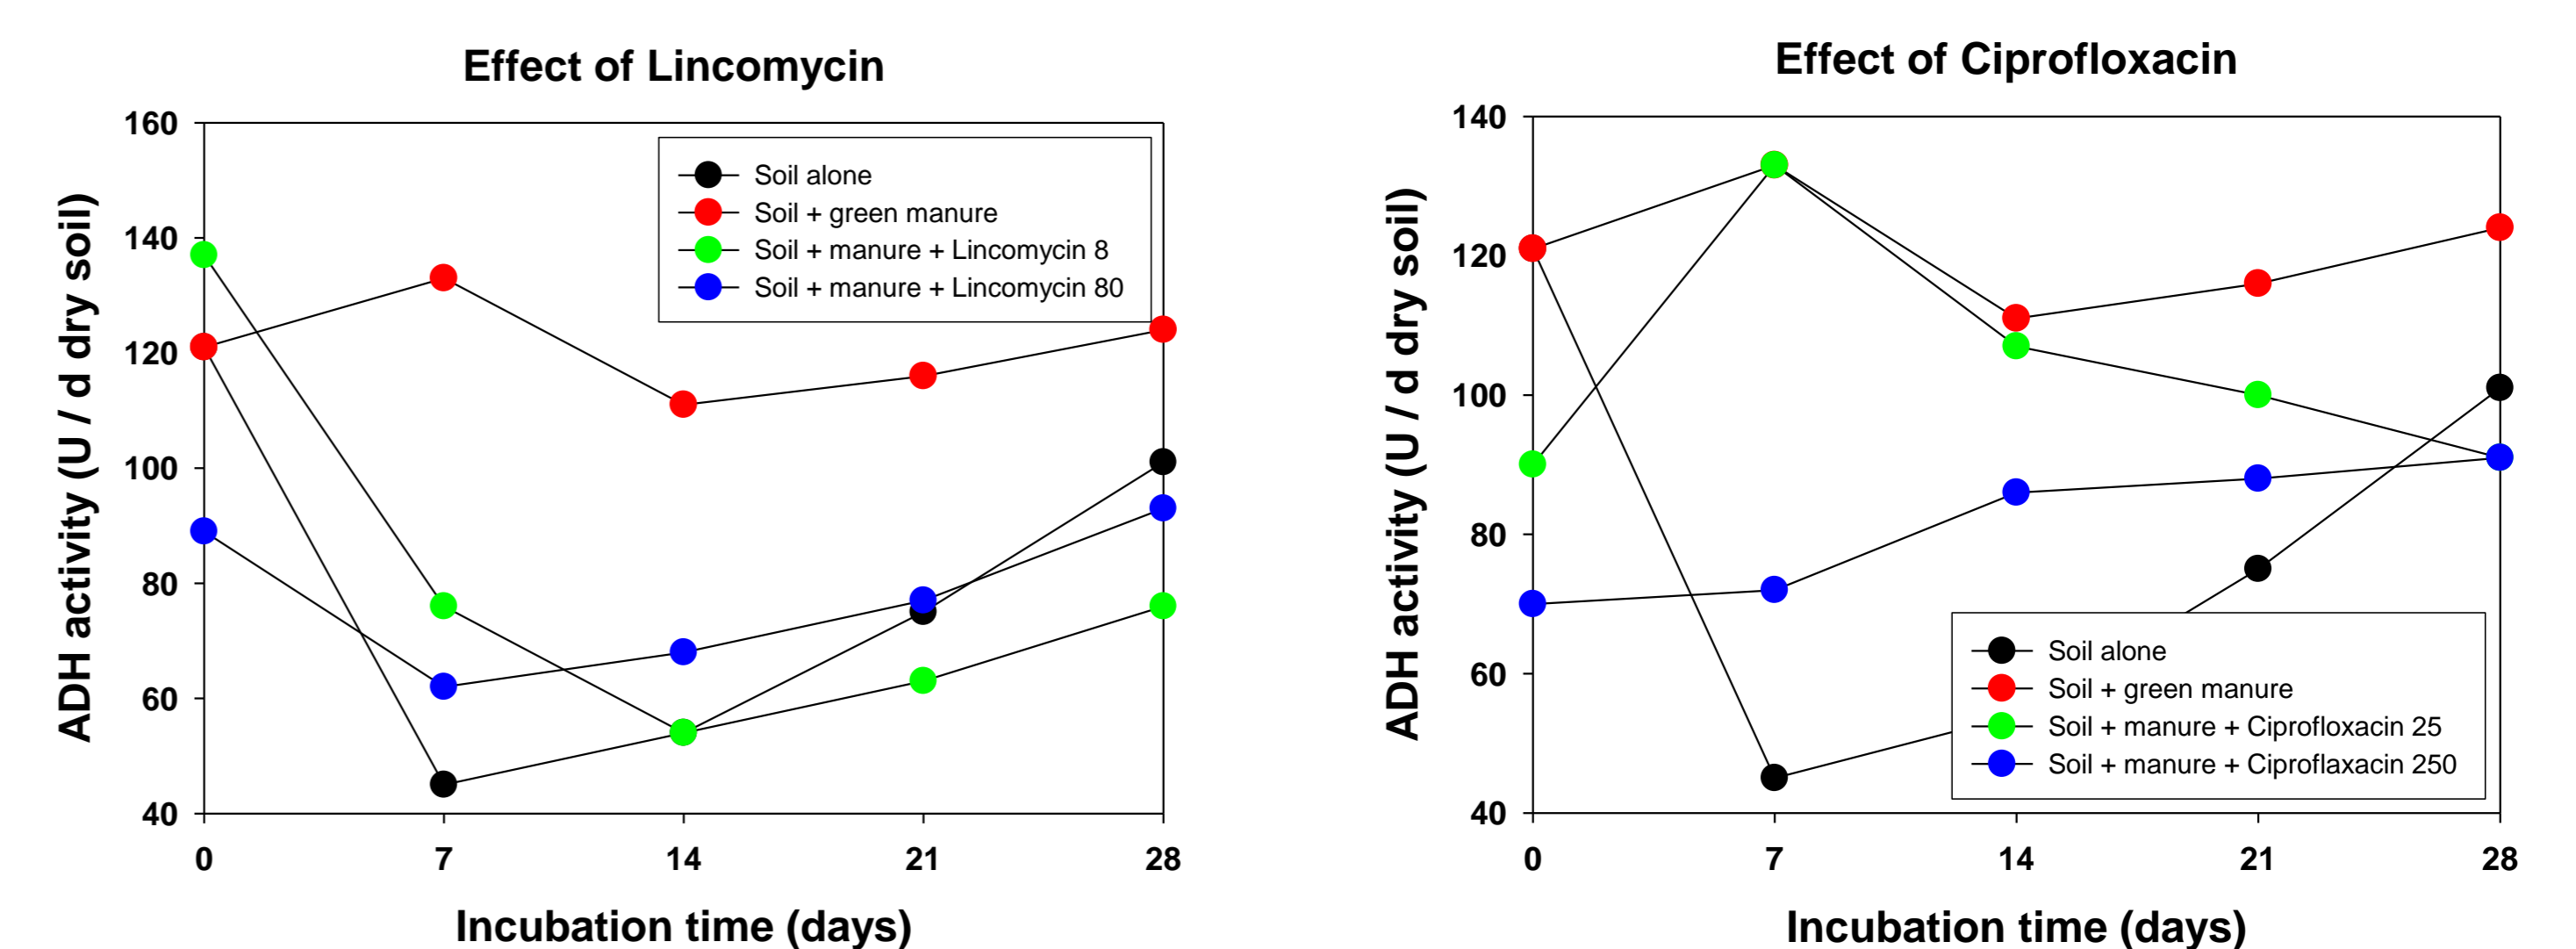 Effect of Lincomycin
ADH activity (U / d dry soil)
160
140
120
100
80
60
40
Soil alone
Soil + green manure
Soil + manure + Lincomycin 8
Soil + manure + Lincomycin 80
0 7 14 21 28
Incubation time (days)
Effect of Ciprofloxacin
ADH activity (U / d dry soil)
140
120
100
80
60
40
Soil alone
Soil + green manure
Soil + manure + Ciprofloxacin 25
Soil + manure + Ciproflaxacin 250
0 7 14 21 28
Incubation time (days)